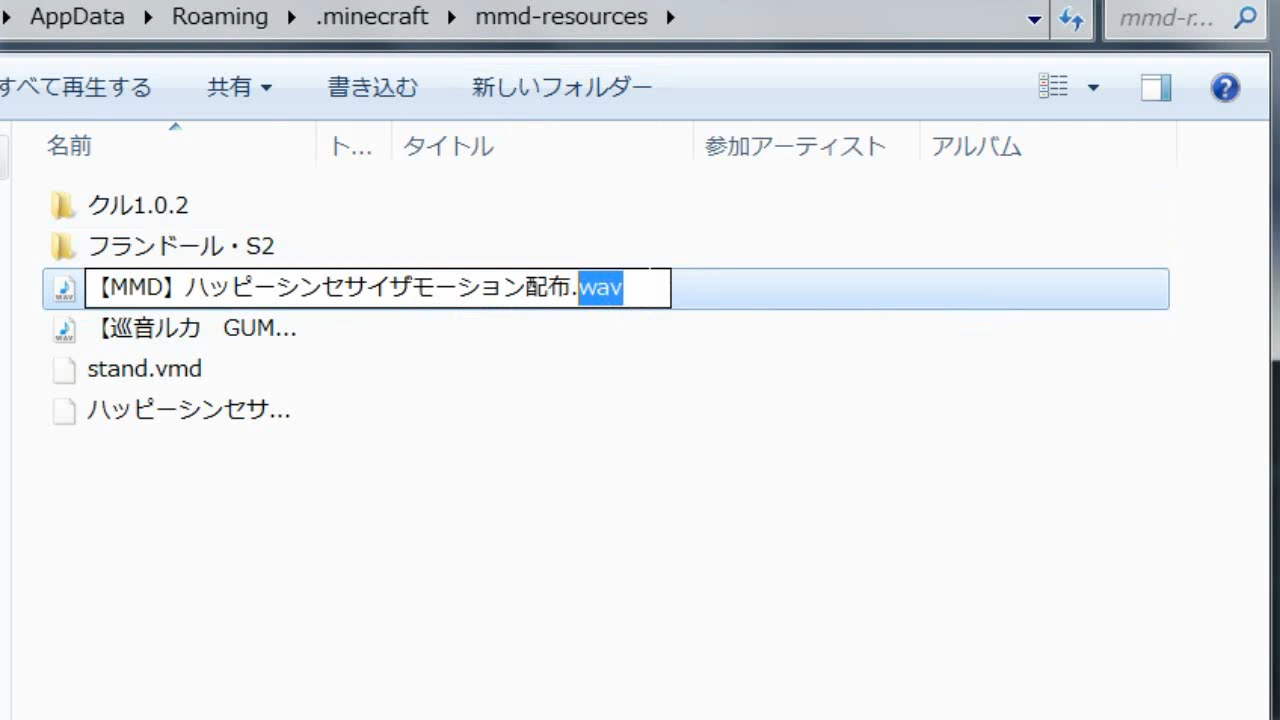 AppData Roaming .minecraft mmd-resources mmd-r...
すべて再生する 共有 書き込む 新しいフォルダー
名前 ト... タイトル 参加アーティスト アルバム
クル1.0.2
フランドール・S2
【MMD】ハッピーシンセサイザモーション配布.wav
【巡音ルカ　GUM...
stand.vmd
ハッピーシンセサ...